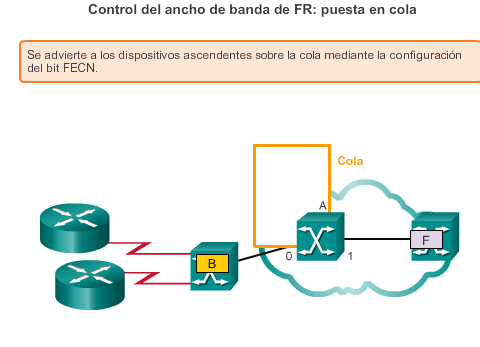 Control del ancho de banda de FR: puesta en cola
Se advierte a los dispositivos ascendentes sobre la cola mediante la configuración
del bit FECN.
Cola
A
F
B
0
1